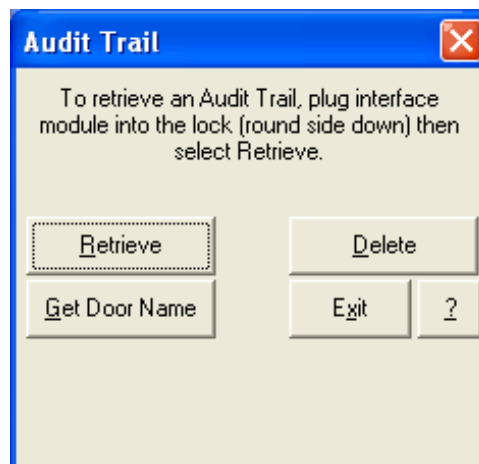 Audit Trail
To retrieve an Audit Trail, plug interface
module into the lock (round side down) then
select Retrieve.
Retrieve
Delete
Get Door Name
Exit
?